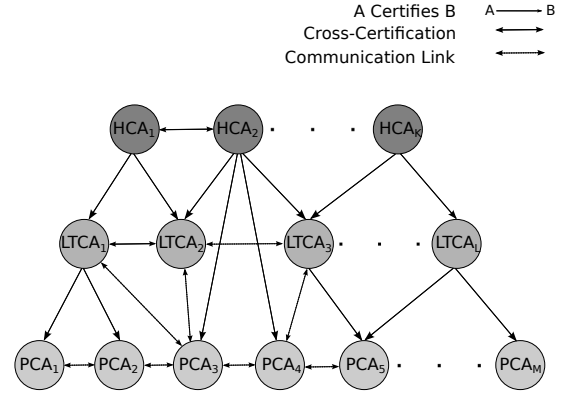 A Certifies B A B
Cross-Certification
Communication Link
HCA1 HCA2 . . . HCAK
LTCA1 LTCA2 LTCA3 . . . LTCAL
PCA1 PCA2 PCA3 PCA4 PCA5 . . . PCAM